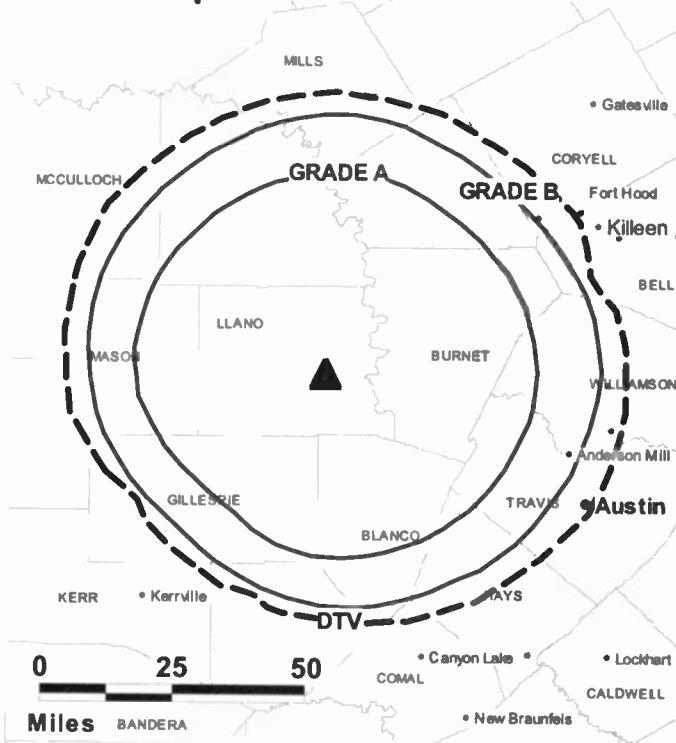 MILLS
Gatesville
CORYELL
GRADE A
MCCULLOCH
GRADE B
Fort Hood
Killeen
BELL
LLANO
MASON
BURNET
WILLIAMSON
Anderson Mill
GILLESPIE
TRAVIS
Austin
BLANCO
KERR
Kerrville
HAYS
DTV
Canyon Lake
Lockhart
0 25 50
COMAL
CALDWELL
Miles
BANDERA
New Braunfels